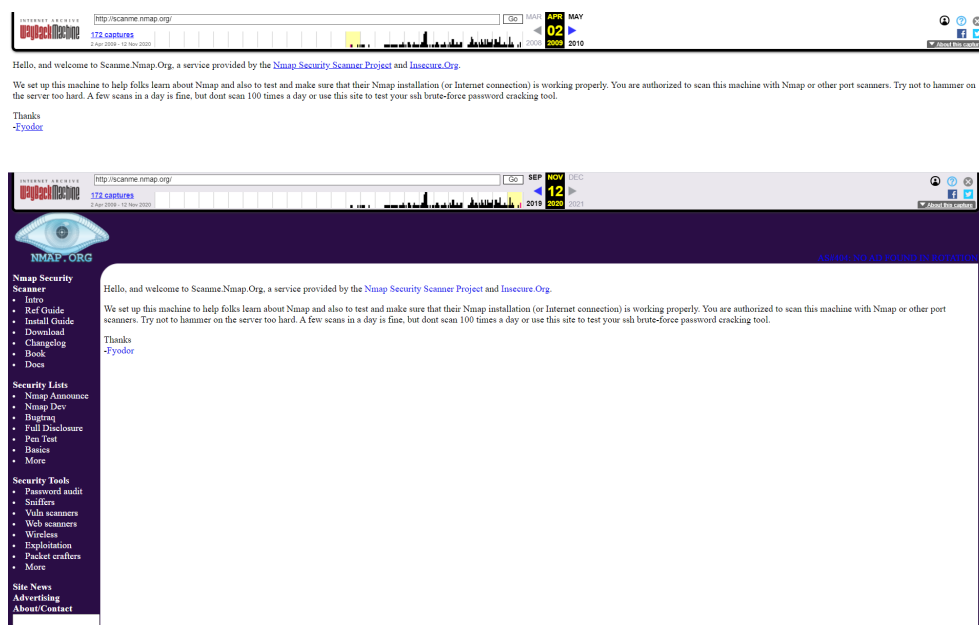 INTERNET ARCHIVE
WayBackMachine
http://scanme.nmap.org/
Go
MAR APR MAY
172 captures
02
2 Apr 2009 - 12 Nov 2020
2008 2009 2010
About this capture
Hello, and welcome to Scanme.Nmap.Org, a service provided by the Nmap Security Scanner Project and Insecure.Org.
We set up this machine to help folks learn about Nmap and also to test and make sure that their Nmap installation (or Internet connection) is working properly. You are authorized to scan this machine with Nmap or other port scanners. Try not to hammer on
the server too hard. A few scans in a day is fine, but dont scan 100 times a day or use this site to test your ssh brute-force password cracking tool.
Thanks
-Fyodor
INTERNET ARCHIVE
WayBackMachine
http://scanme.nmap.org/
Go
SEP NOV DEC
172 captures
12
2 Apr 2009 - 12 Nov 2020
2019 2020 2021
About this capture
NMAP.ORG
Nmap Security
Scanner
• Intro
• Ref Guide
• Install Guide
• Download
• Changelog
• Book
• Docs
Security Lists
• Nmap Announce
• Nmap Dev
• Bugtraq
• Full Disclosure
• Pen Test
• Basics
• More
Security Tools
• Password audit
• Sniffers
• Vuln scanners
• Web scanners
• Wireless
• Exploitation
• Packet crafters
• More
Site News
Advertising
About/Contact
Hello, and welcome to Scanme.Nmap.Org, a service provided by the Nmap Security Scanner Project and Insecure.Org.
We set up this machine to help folks learn about Nmap and also to test and make sure that their Nmap installation (or Internet connection) is working properly. You are authorized to scan this machine with Nmap or other port
scanners. Try not to hammer on the server too hard. A few scans in a day is fine, but dont scan 100 times a day or use this site to test your ssh brute-force password cracking tool.
Thanks
-Fyodor